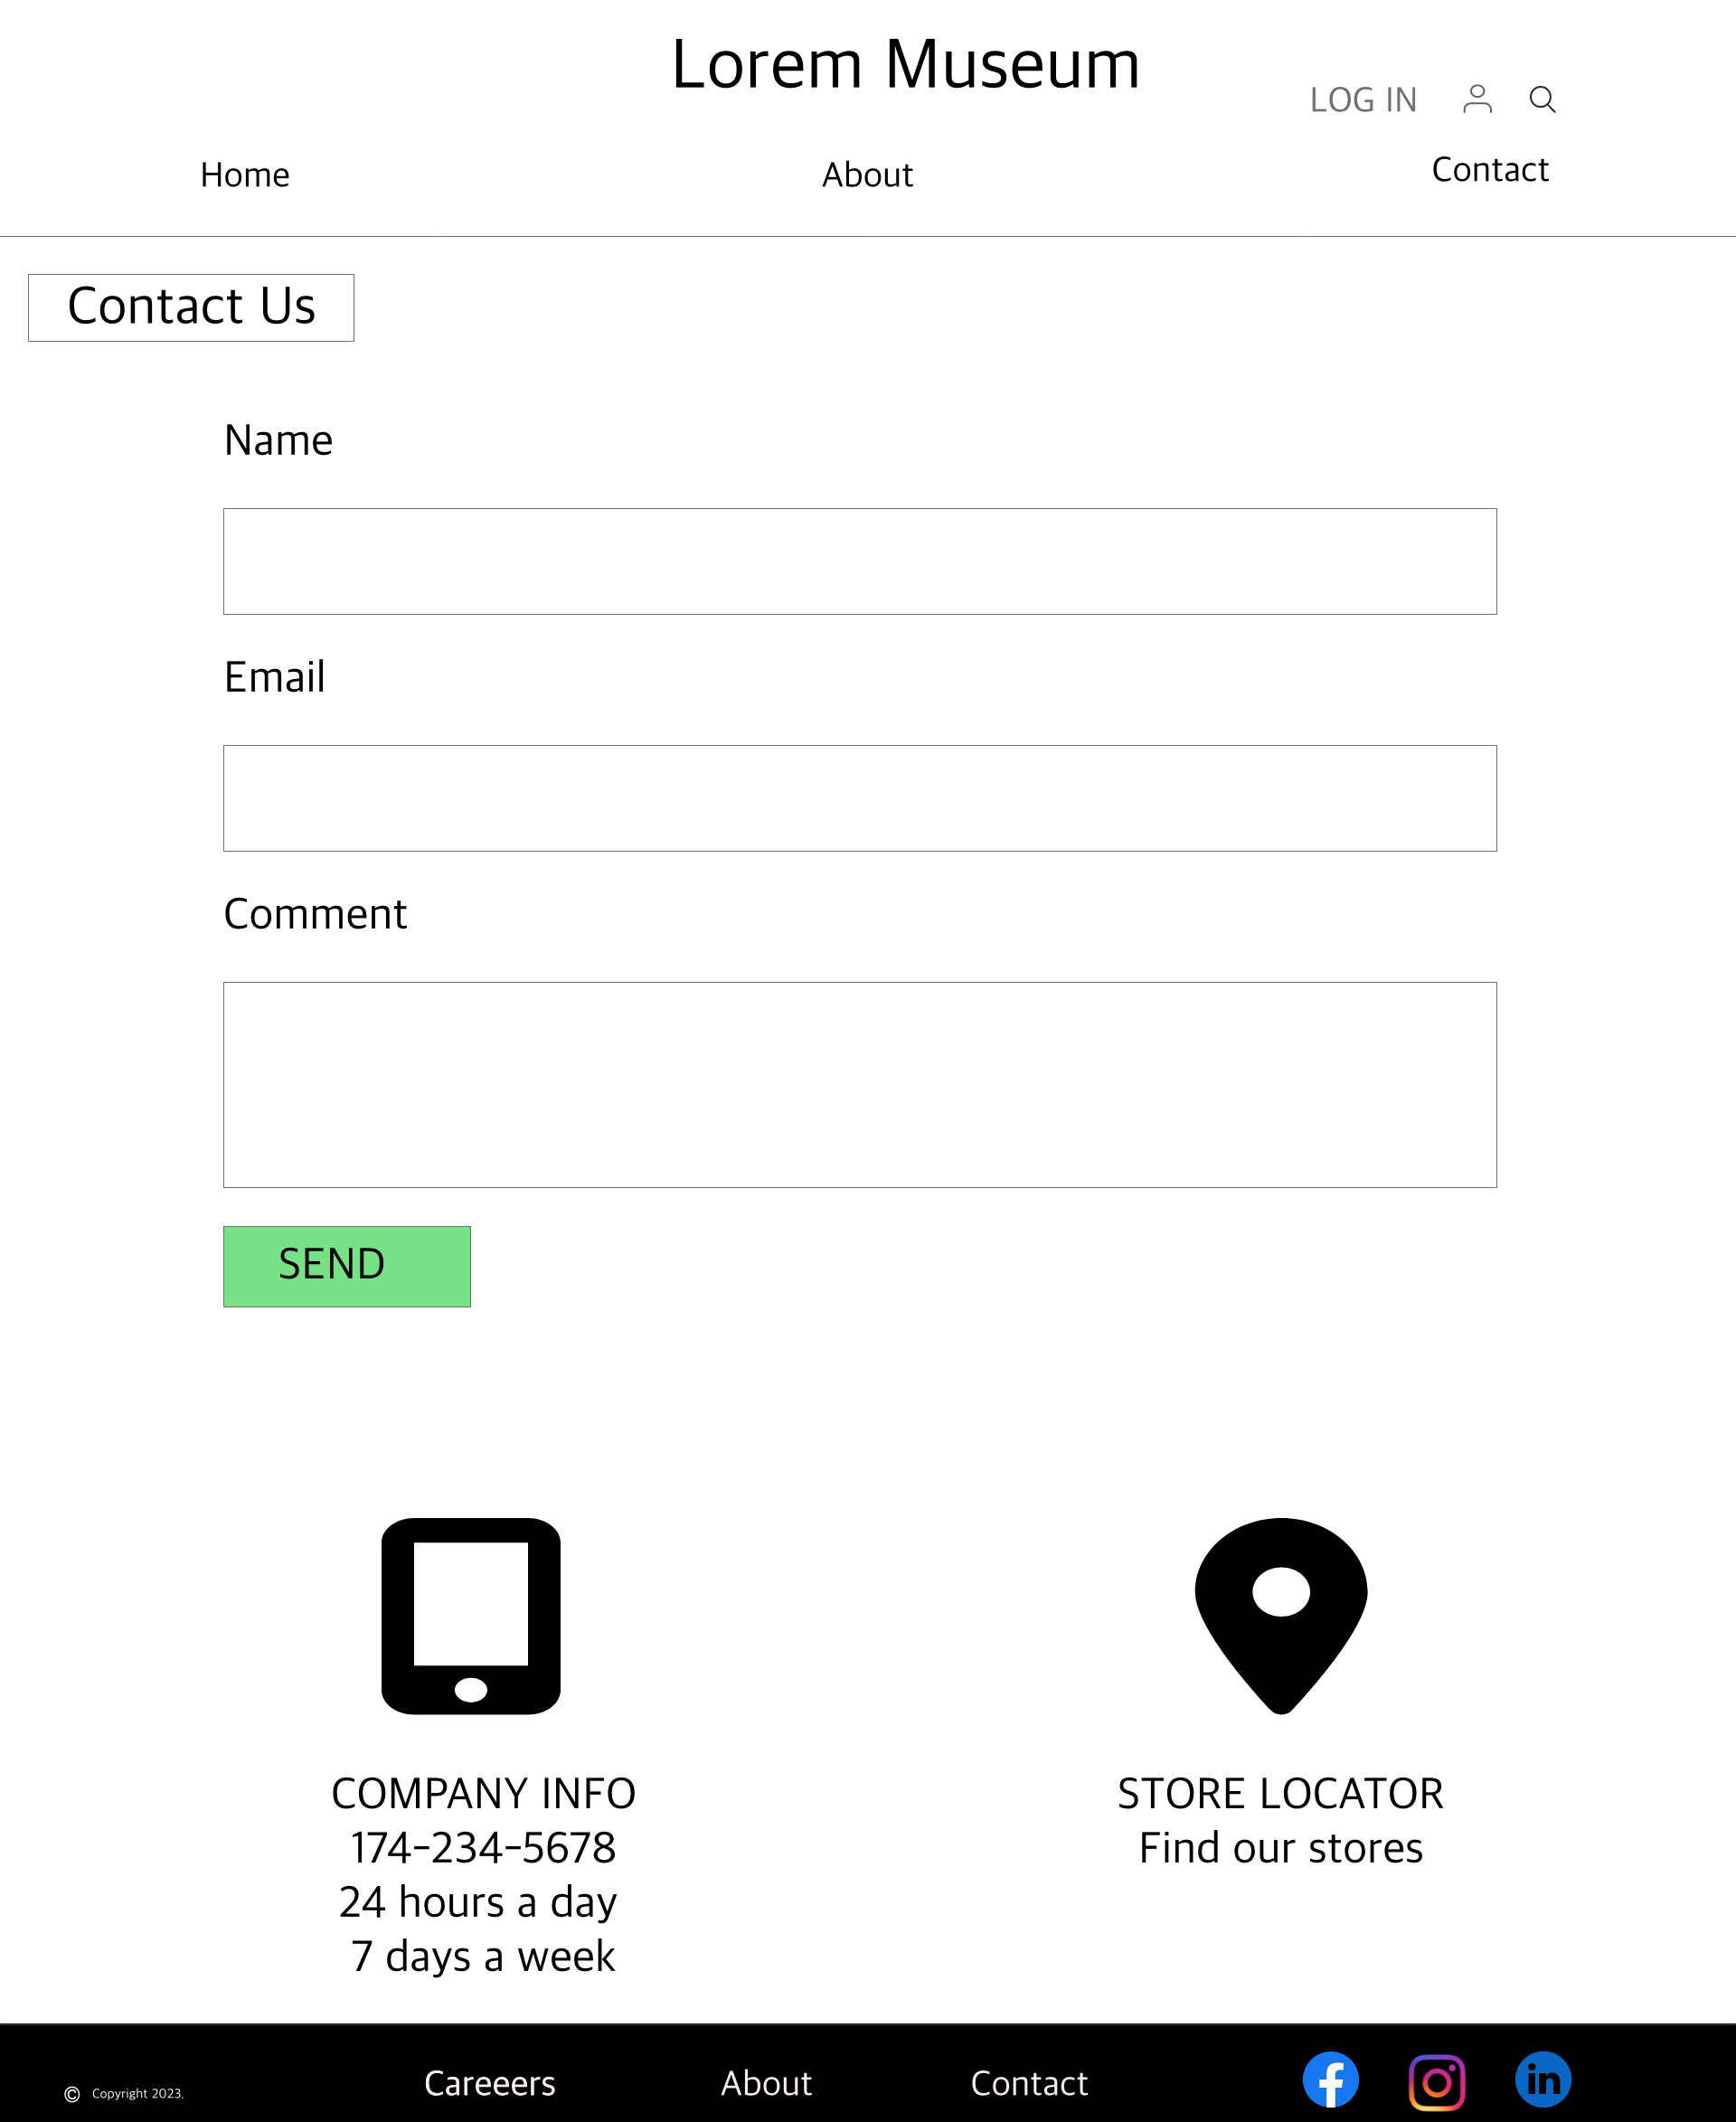 Lorem Museum
LOG IN
Home
About
Contact
Contact Us
Name
Email
Comment
SEND
COMPANY INFO
174-234-5678
24 hours a day
7 days a week
STORE LOCATOR
Find our stores
© Copyright 2023.
Careeers
About
Contact